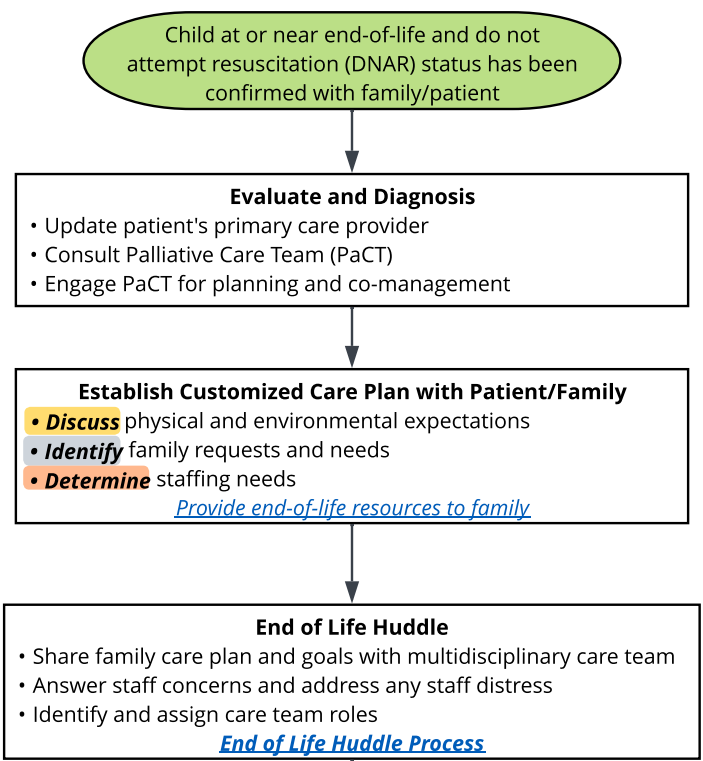 Child at or near end-of-life and do not
attempt resuscitation (DNAR) status has been
confirmed with family/patient
Evaluate and Diagnosis
• Update patient's primary care provider
• Consult Palliative Care Team (PaCT)
• Engage PaCT for planning and co-management
Establish Customized Care Plan with Patient/Family
• Discuss physical and environmental expectations
• Identify family requests and needs
• Determine staffing needs
Provide end-of-life resources to family
End of Life Huddle
• Share family care plan and goals with multidisciplinary care team
• Answer staff concerns and address any staff distress
• Identify and assign care team roles
End of Life Huddle Process